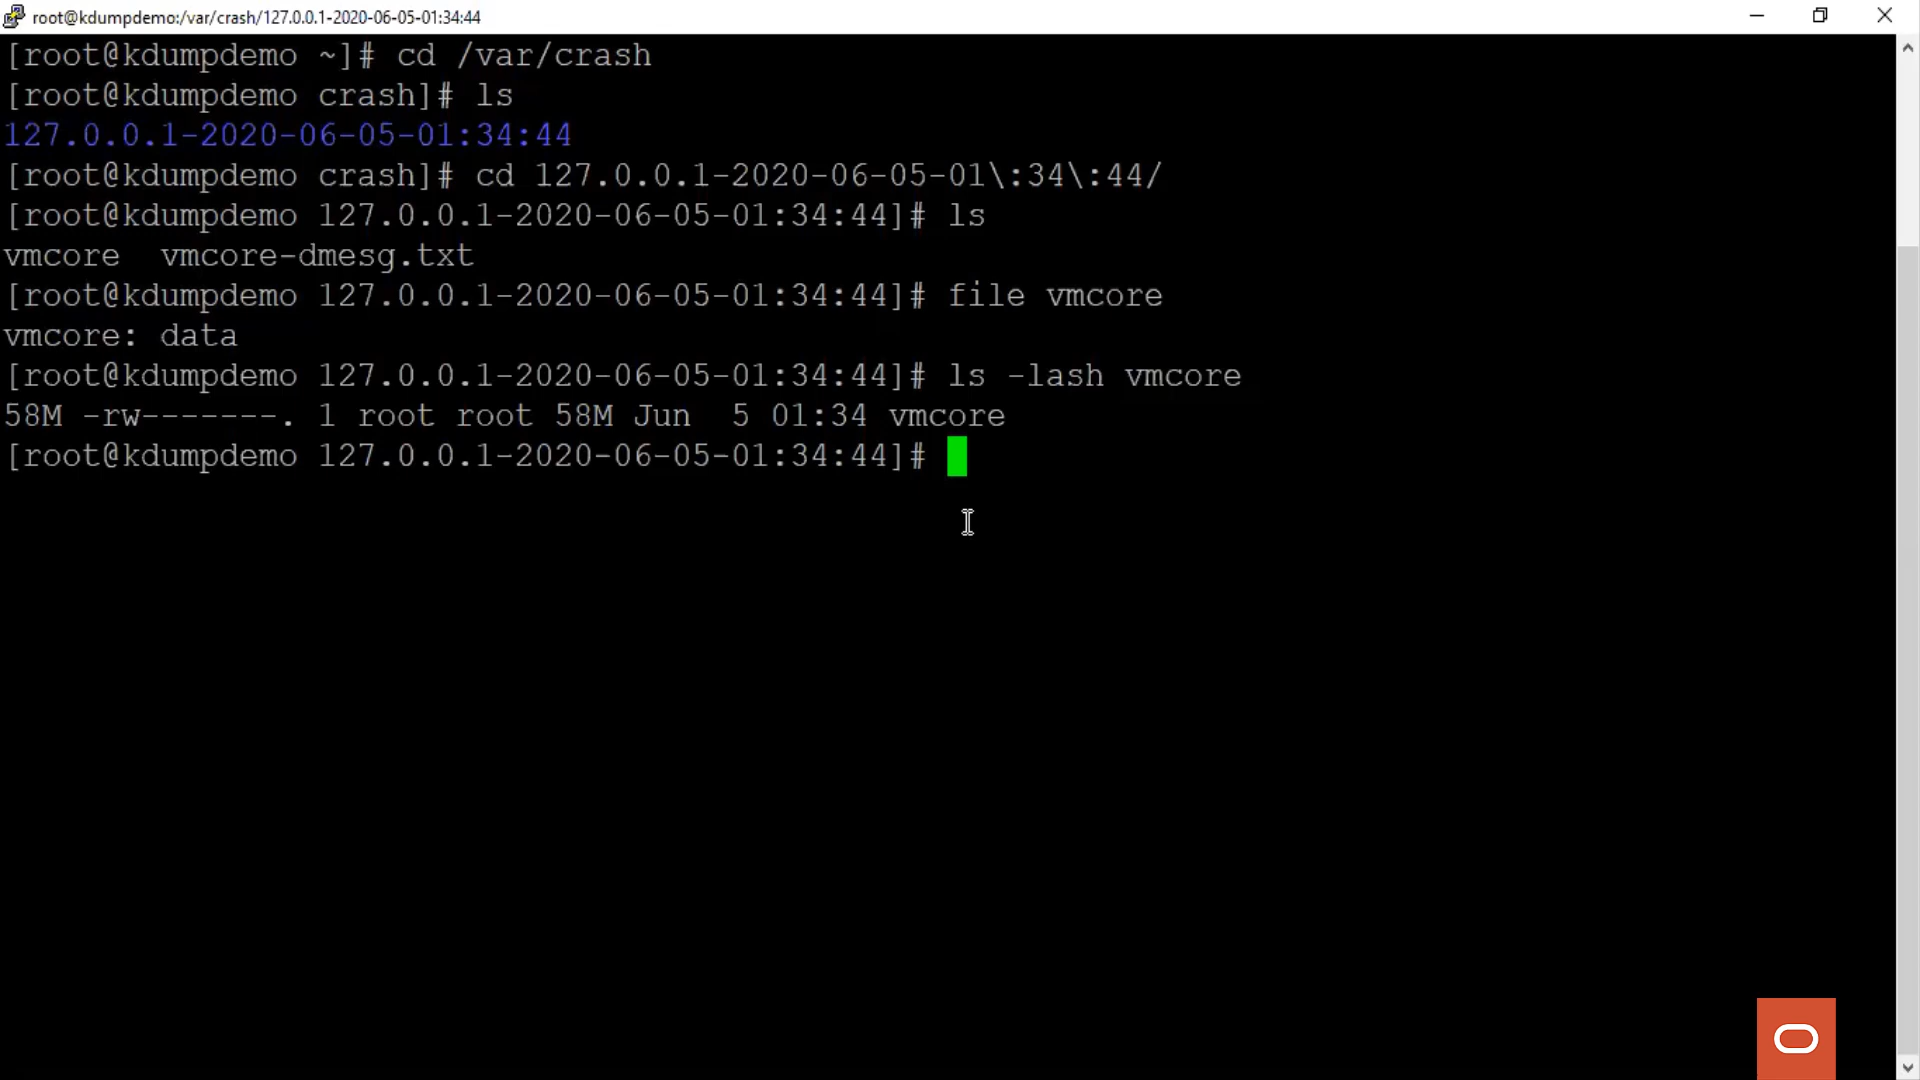 root@kdumpdemo:/var/crash/127.0.0.1-2020-06-05-01:34:44
[root@kdumpdemo ~]# cd /var/crash
[root@kdumpdemo crash]# ls
127.0.0.1-2020-06-05-01:34:44
[root@kdumpdemo crash]# cd 127.0.0.1-2020-06-05-01\:34\:44/
[root@kdumpdemo 127.0.0.1-2020-06-05-01:34:44]# ls
vmcore  vmcore-dmesg.txt
[root@kdumpdemo 127.0.0.1-2020-06-05-01:34:44]# file vmcore
vmcore: data
[root@kdumpdemo 127.0.0.1-2020-06-05-01:34:44]# ls -lash vmcore
58M -rw-------. 1 root root 58M Jun  5 01:34 vmcore
[root@kdumpdemo 127.0.0.1-2020-06-05-01:34:44]#